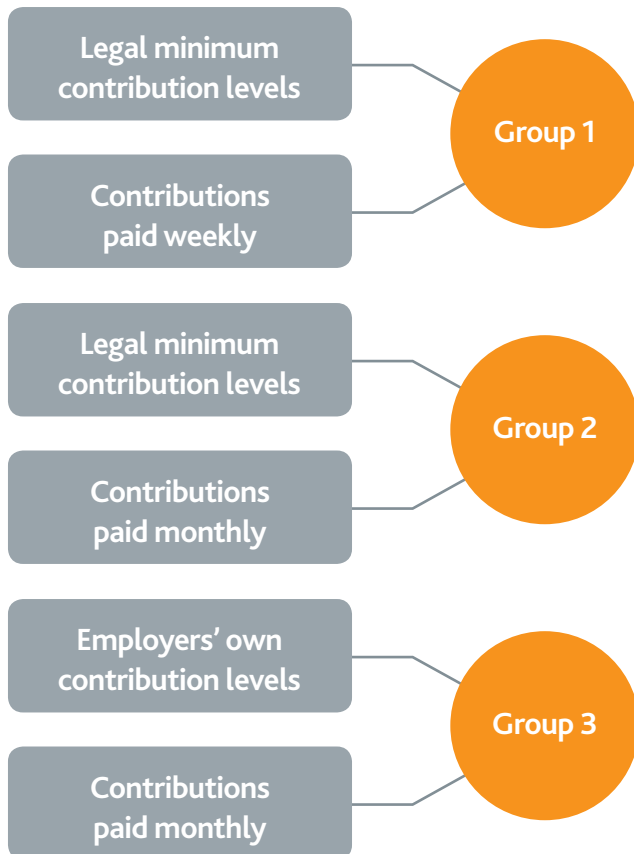 Legal minimum
contribution levels
Group 1
Contributions
paid weekly
Legal minimum
contribution levels
Group 2
Contributions
paid monthly
Employers’ own
contribution levels
Group 3
Contributions
paid monthly